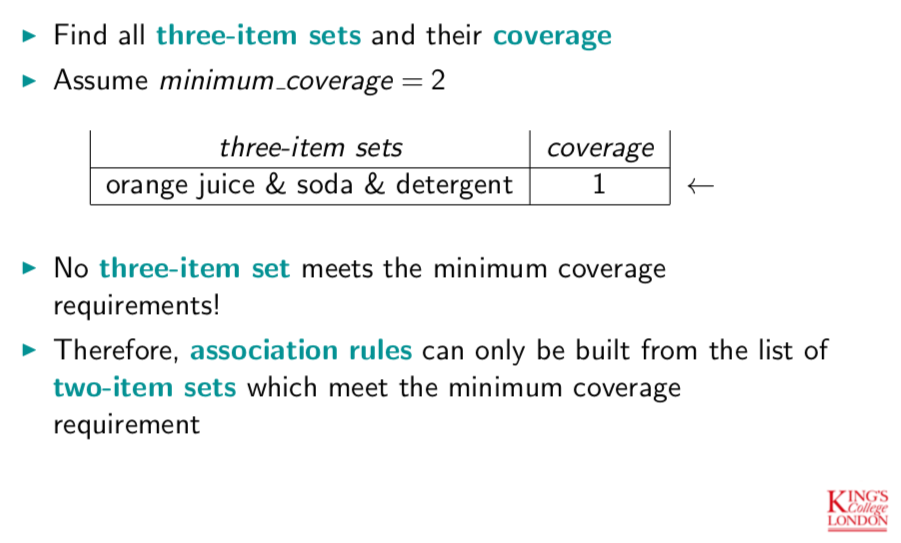 ▶ Find all three-item sets and their coverage
▶ Assume minimum_coverage = 2
three-item sets coverage
orange juice & soda & detergent 1 ←
▶ No three-item set meets the minimum coverage
requirements!
▶ Therefore, association rules can only be built from the list of
two-item sets which meet the minimum coverage
requirement
KING'S
College
LONDON